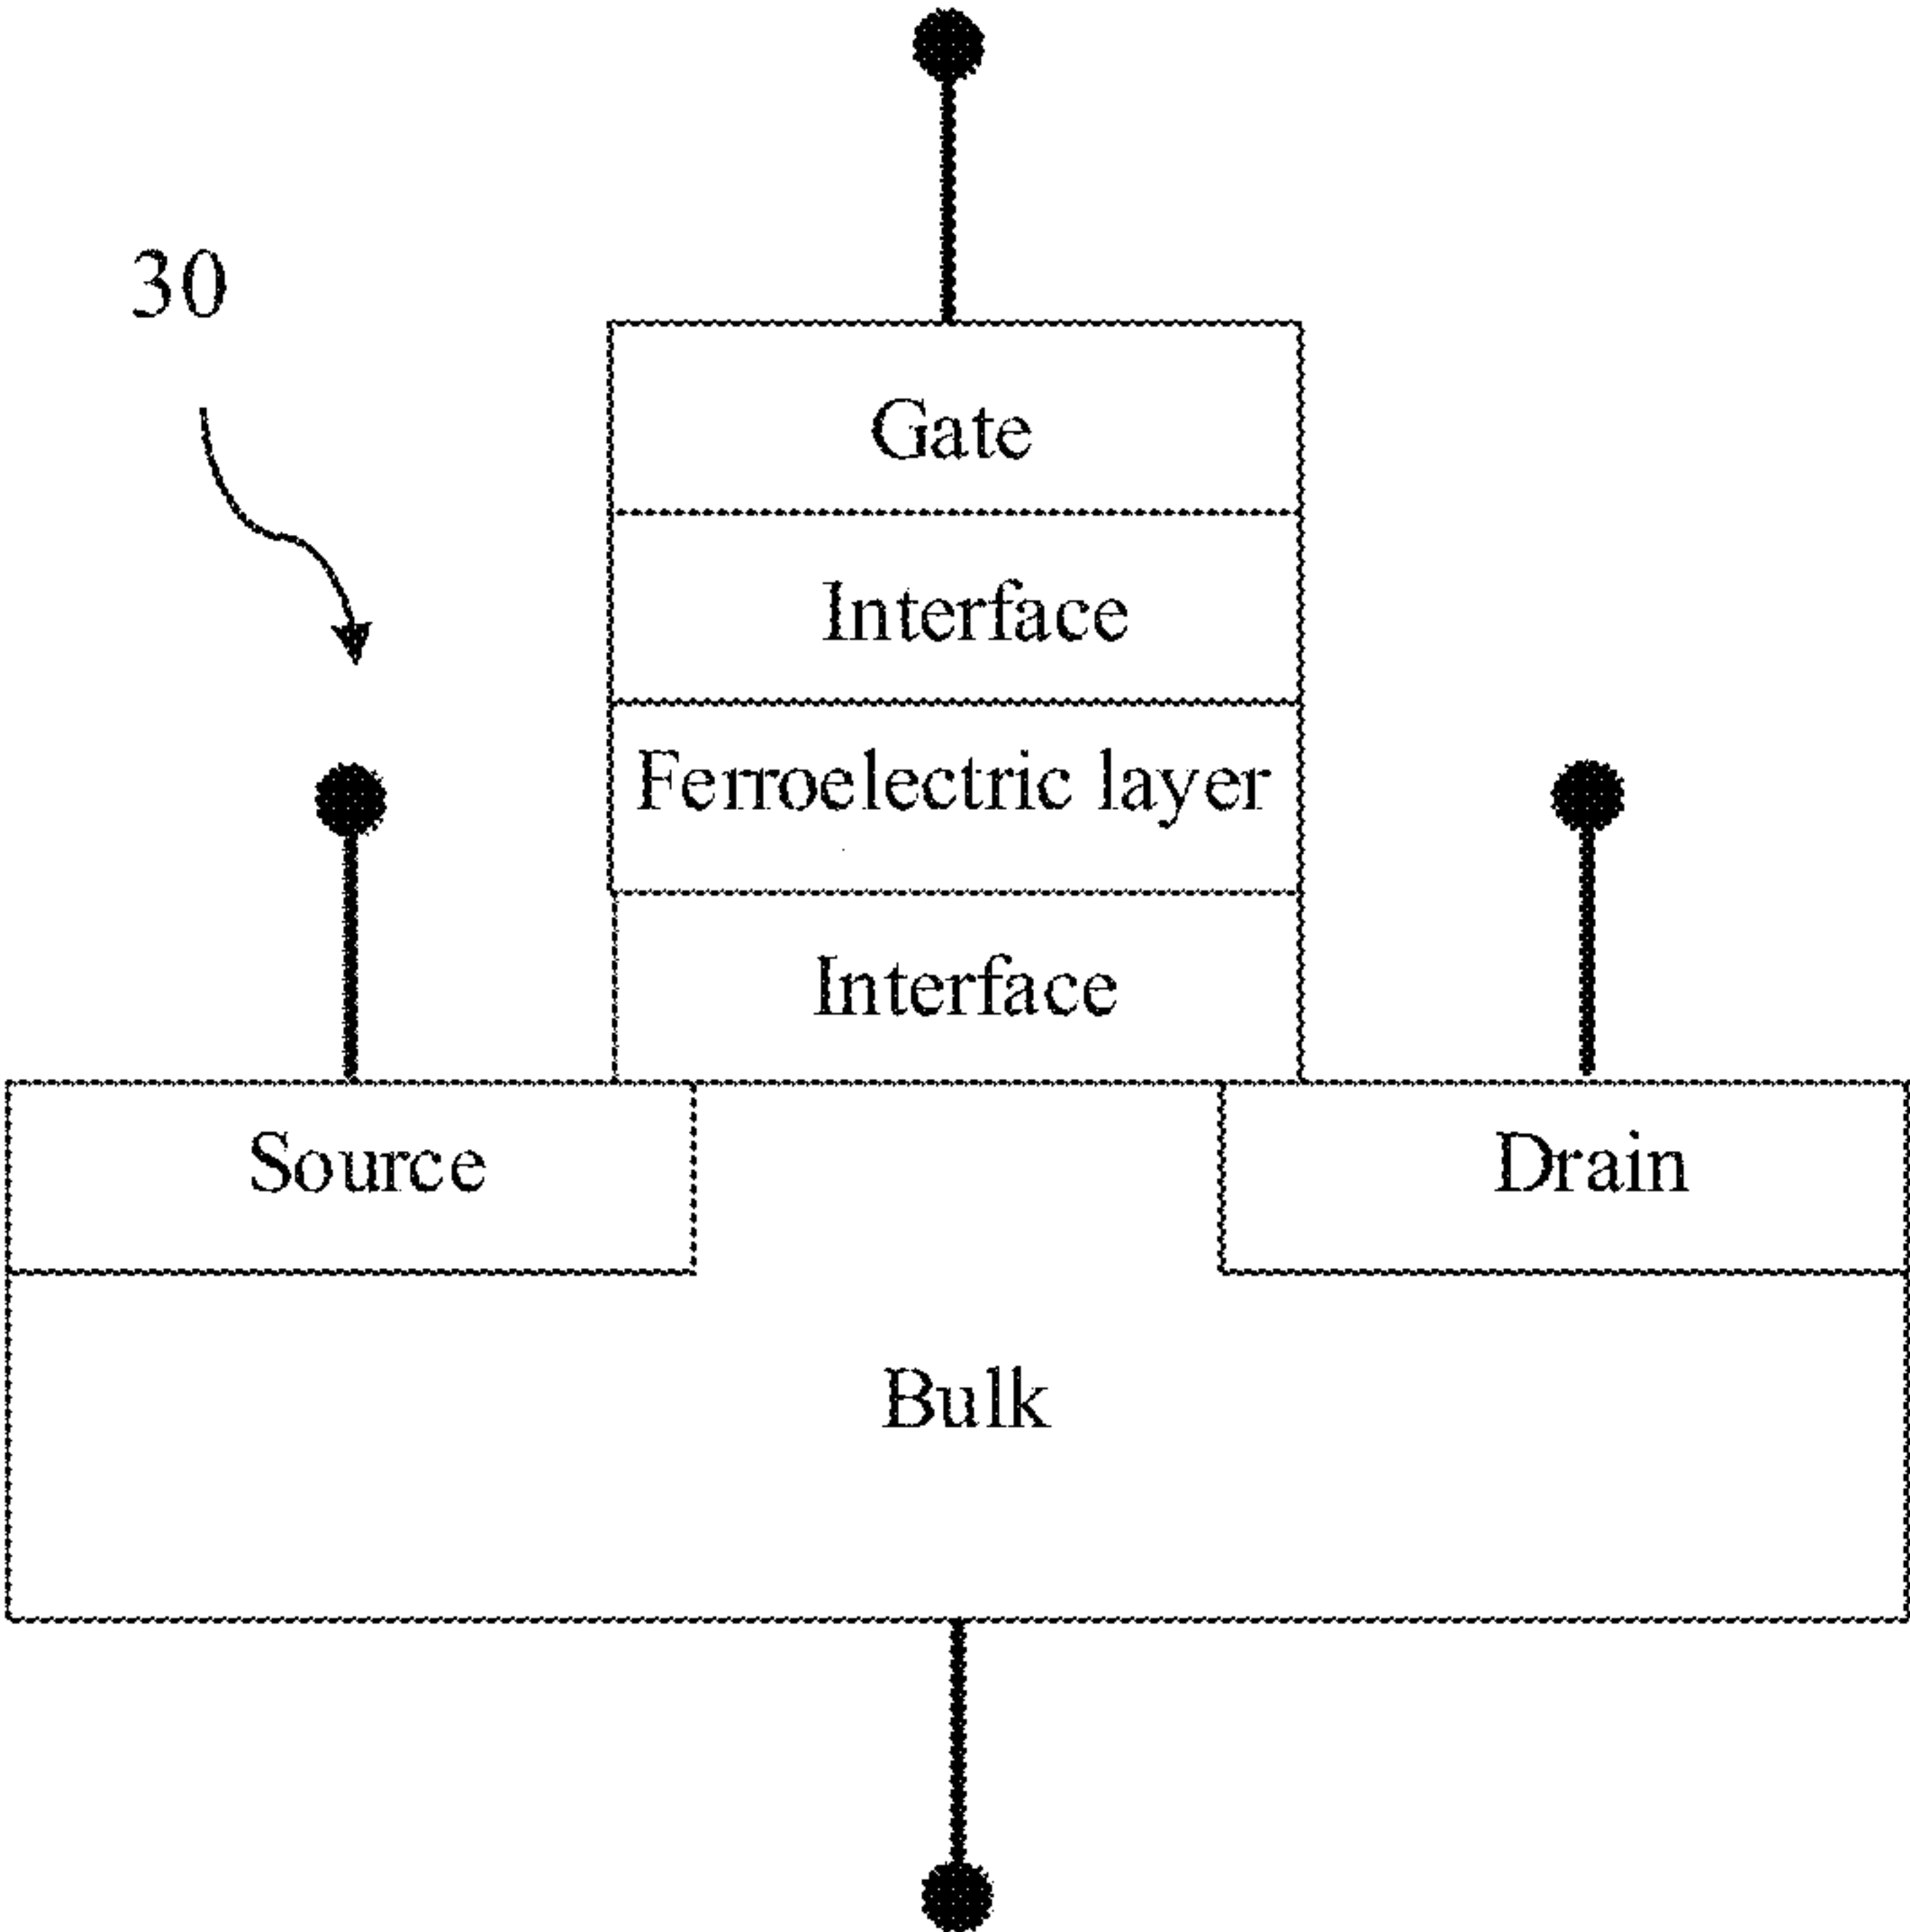 30
Gate
Interface
Ferroelectric layer
Interface
Source
Drain
Bulk